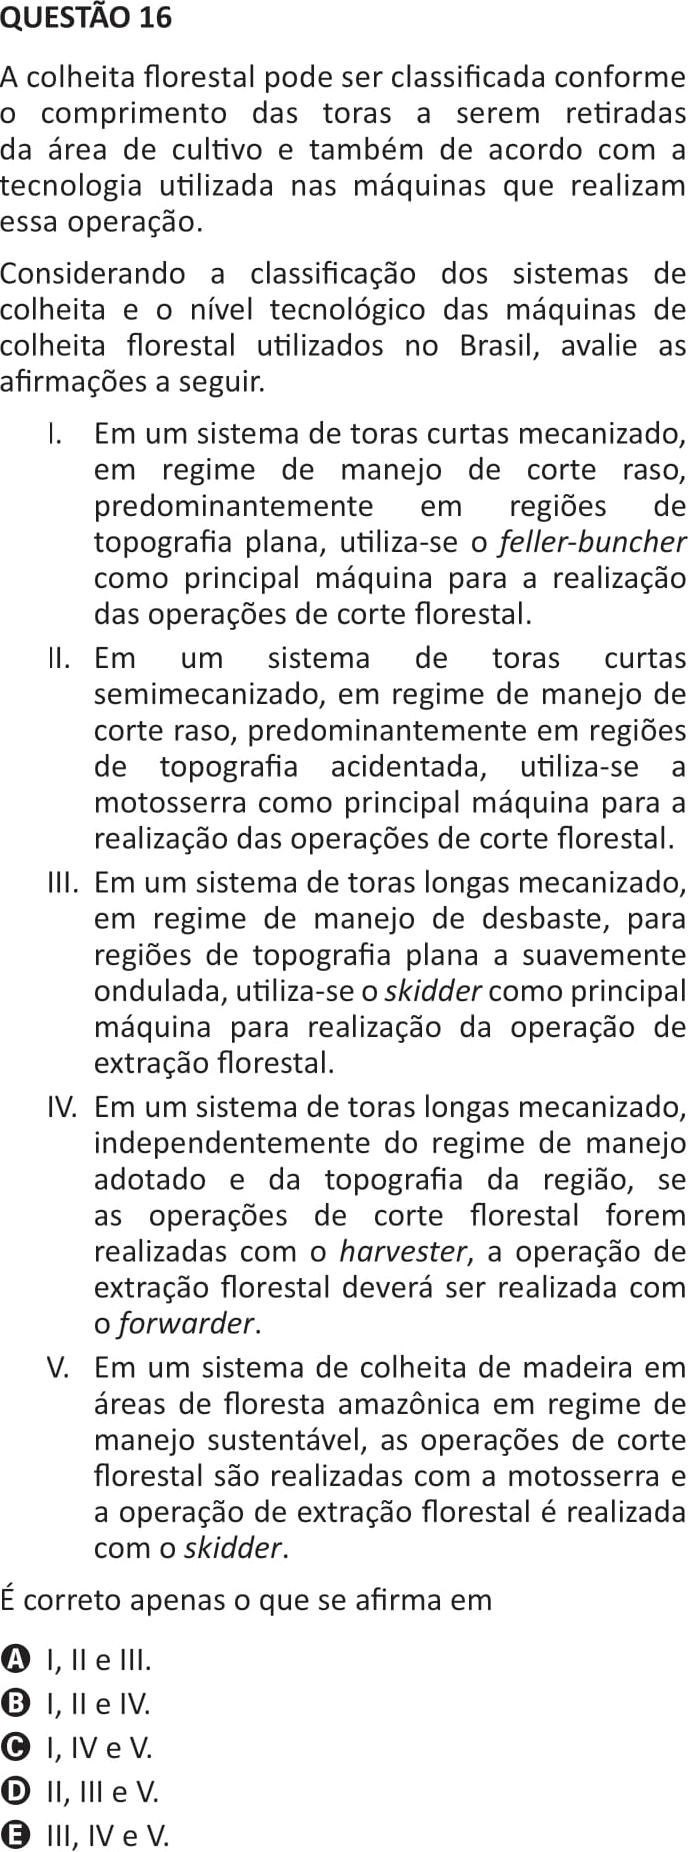 QUESTÃO 16
A colheita florestal pode ser classificada conforme
o comprimento das toras a serem retiradas
da área de cultivo e também de acordo com a
tecnologia utilizada nas máquinas que realizam
essa operação.
Considerando a classificação dos sistemas de
colheita e o nível tecnológico das máquinas de
colheita florestal utilizados no Brasil, avalie as
afirmações a seguir.
I. Em um sistema de toras curtas mecanizado,
em regime de manejo de corte raso,
predominantemente em regiões de
topografia plana, utiliza-se o feller-buncher
como principal máquina para a realização
das operações de corte florestal.
II. Em um sistema de toras curtas
semimecanizado, em regime de manejo de
corte raso, predominantemente em regiões
de topografia acidentada, utiliza-se a
motosserra como principal máquina para a
realização das operações de corte florestal.
III. Em um sistema de toras longas mecanizado,
em regime de manejo de desbaste, para
regiões de topografia plana a suavemente
ondulada, utiliza-se o skidder como principal
máquina para realização da operação de
extração florestal.
IV. Em um sistema de toras longas mecanizado,
independentemente do regime de manejo
adotado e da topografia da região, se
as operações de corte florestal forem
realizadas com o harvester, a operação de
extração florestal deverá ser realizada com
o forwarder.
V. Em um sistema de colheita de madeira em
áreas de floresta amazônica em regime de
manejo sustentável, as operações de corte
florestal são realizadas com a motosserra e
a operação de extração florestal é realizada
com o skidder.
É correto apenas o que se afirma em
A I, II e III.
B I, II e IV.
C I, IV e V.
D II, III e V.
E III, IV e V.